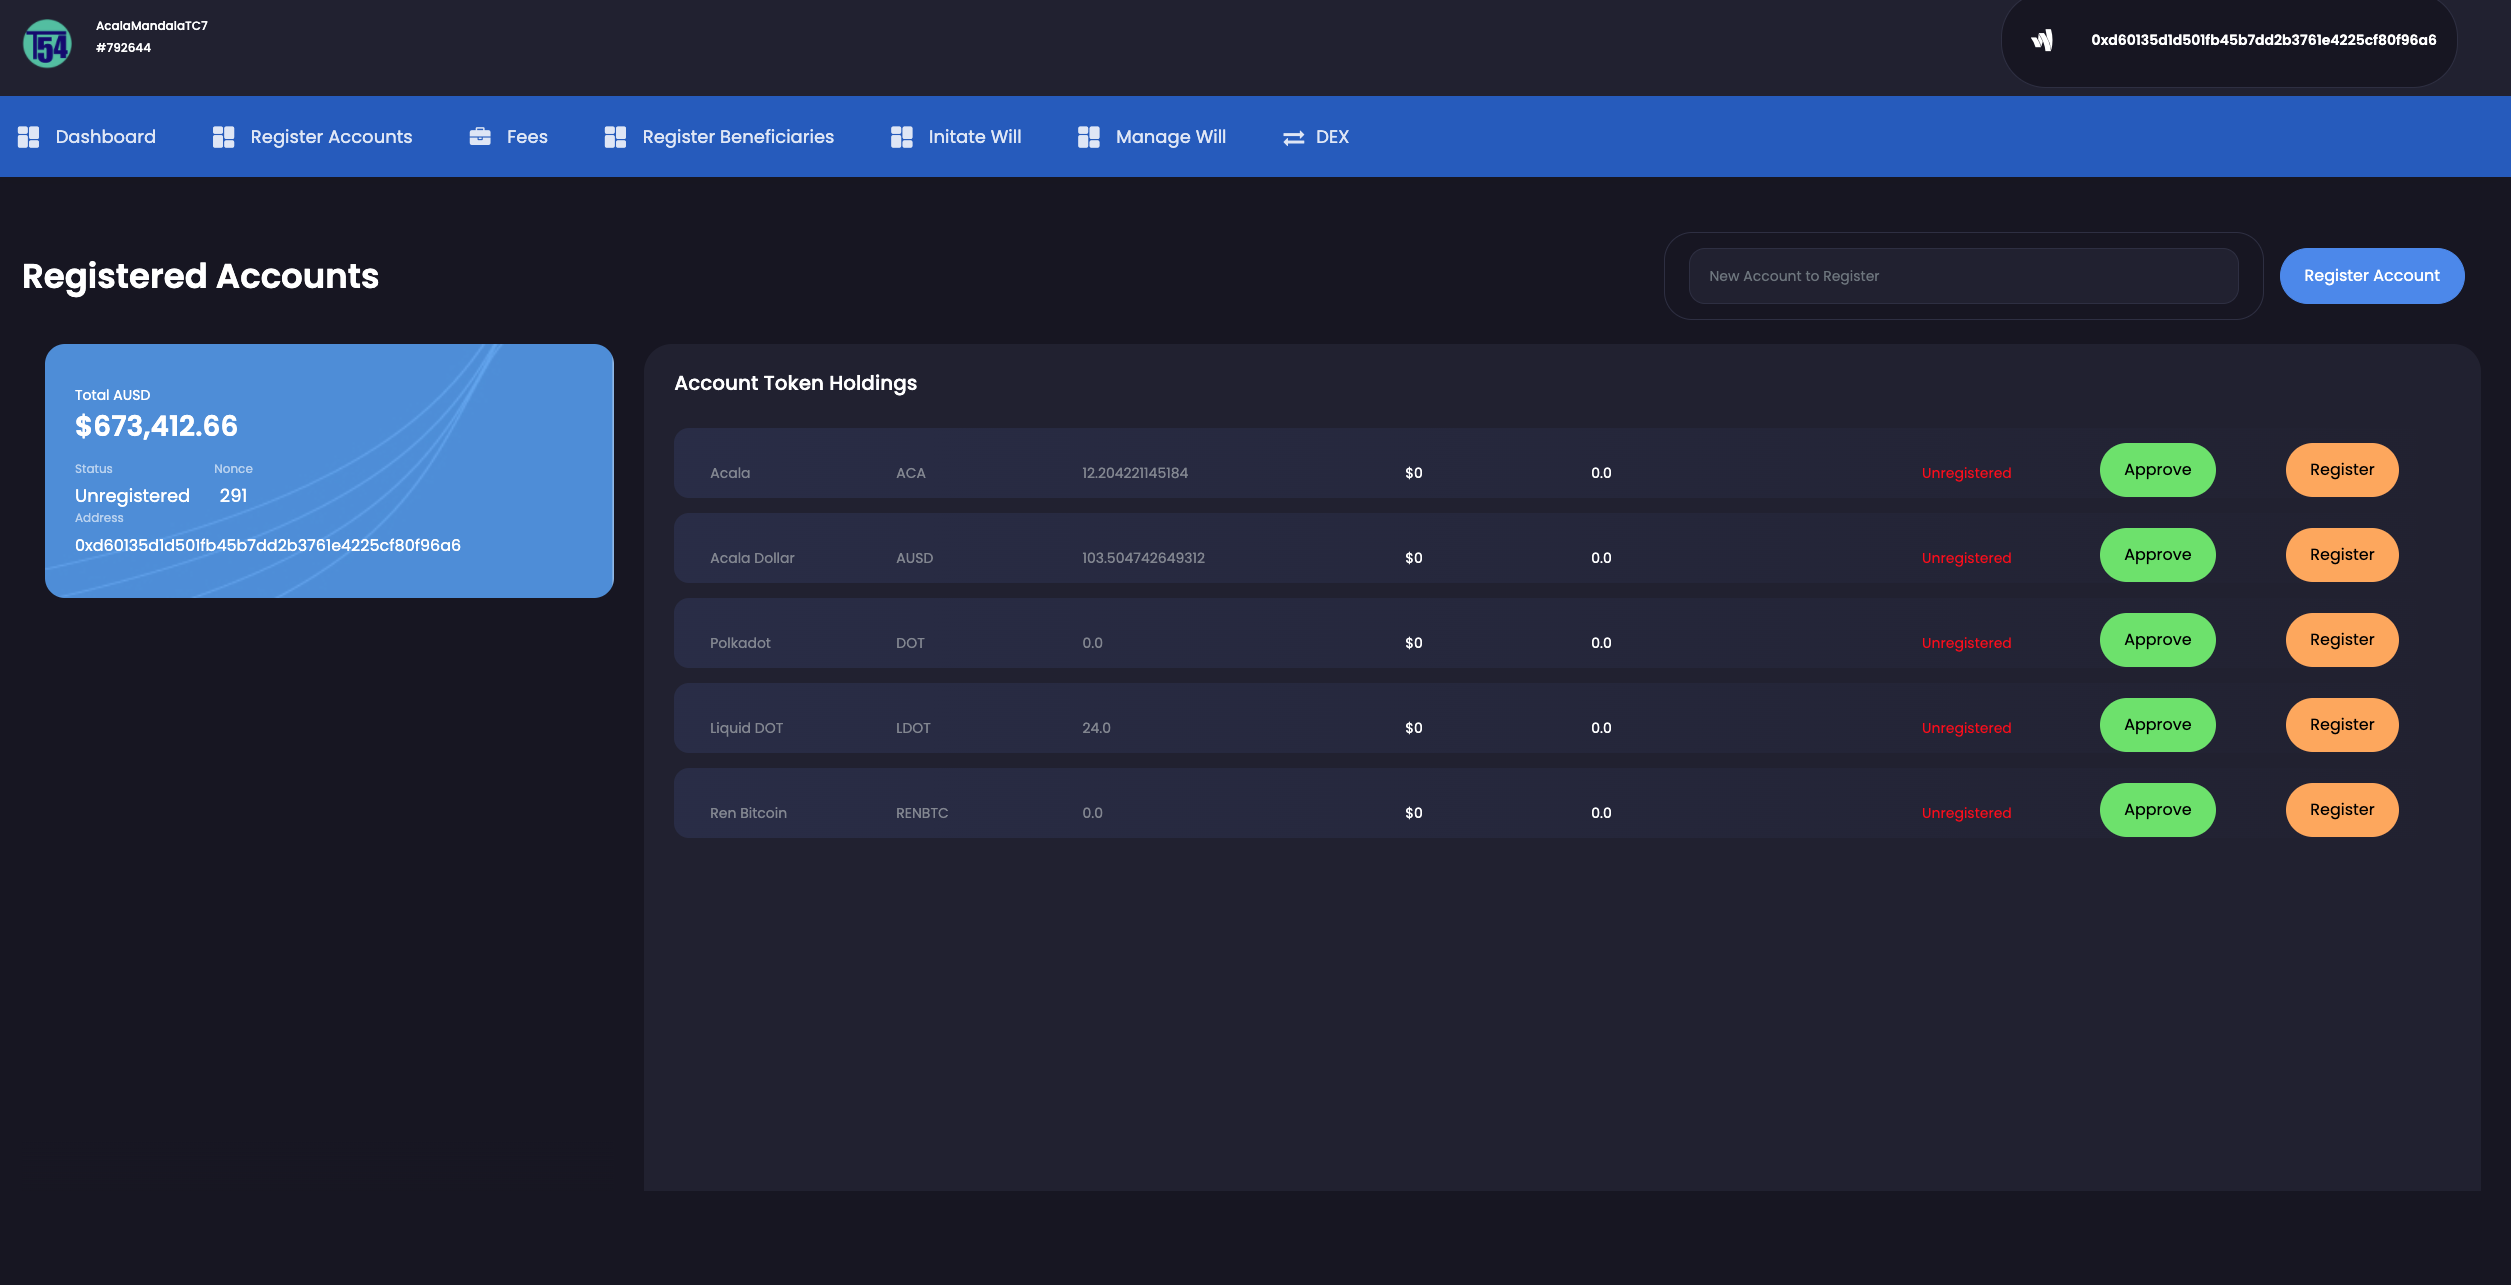 T54
AcalaMandalaTC7
#792644
0xd60135d1d501fb45b7dd2b3761e4225cf80f96a6
Dashboard
Register Accounts
Fees
Register Beneficiaries
Initate Will
Manage Will
DEX
Registered Accounts
New Account to Register
Register Account
Total AUSD
$673,412.66
Status Nonce
Unregistered 291
Address
0xd60135d1d501fb45b7dd2b3761e4225cf80f96a6
Account Token Holdings
Acala ACA 12.204221145184 $0 0.0 Unregistered Approve Register
Acala Dollar AUSD 103.504742649312 $0 0.0 Unregistered Approve Register
Polkadot DOT 0.0 $0 0.0 Unregistered Approve Register
Liquid DOT LDOT 24.0 $0 0.0 Unregistered Approve Register
Ren Bitcoin RENBTC 0.0 $0 0.0 Unregistered Approve Register